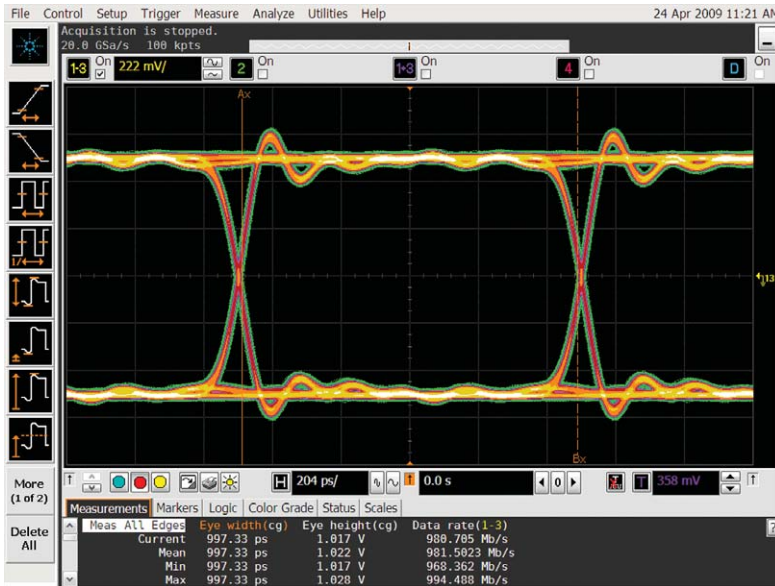 File Control Setup Trigger Measure Analyze Utilities Help 24 Apr 2009 11:21 AM
Acquisition is stopped.
20.0 GSa/s 100 kpts
1-3 On 222 mV/ 2 On 1+3 On 4 On D On
Ax
13
Bx
More
(1 of 2)
Delete
All
H 204 ps/ 0.0 s 0 T 358 mV
Measurements Markers Logic Color Grade Status Scales
Meas All Edges Eye width(cg) Eye height(cg) Data rate(1-3)
Current 997.33 ps 1.017 V 980.705 Mb/s
Mean 997.33 ps 1.022 V 981.5023 Mb/s
Min 997.33 ps 1.017 V 968.362 Mb/s
Max 997.33 ps 1.028 V 994.488 Mb/s